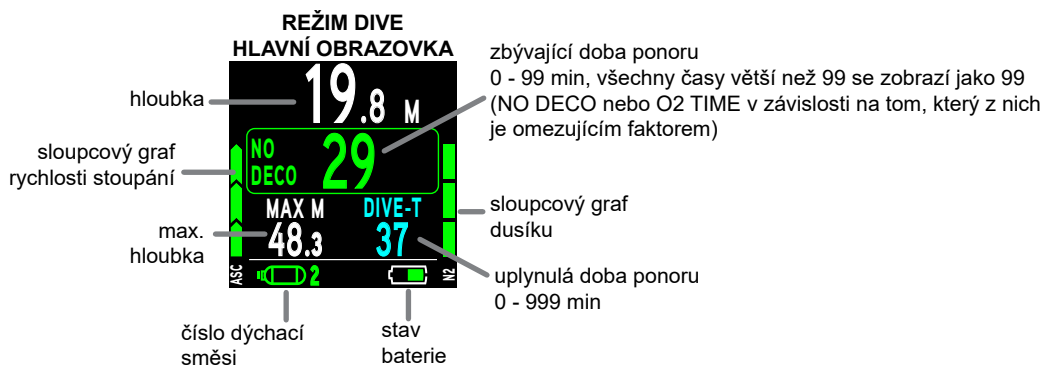 REŽIM DIVE
HLAVNÍ OBRAZOVKA
hloubka
19.8 M
zbývající doba ponoru
0 - 99 min, všechny časy větší než 99 se zobrazí jako 99
(NO DECO nebo O2 TIME v závislosti na tom, který z nich
je omezujícím faktorem)
sloupcový graf
rychlosti stoupání
NO
DECO
29
MAX M
DIVE-T
max.
hloubka
48.3
37
sloupcový graf
dusíku
ASC
2
N2
uplynulá doba ponoru
0 - 999 min
číslo dýchací
směsi
stav
baterie